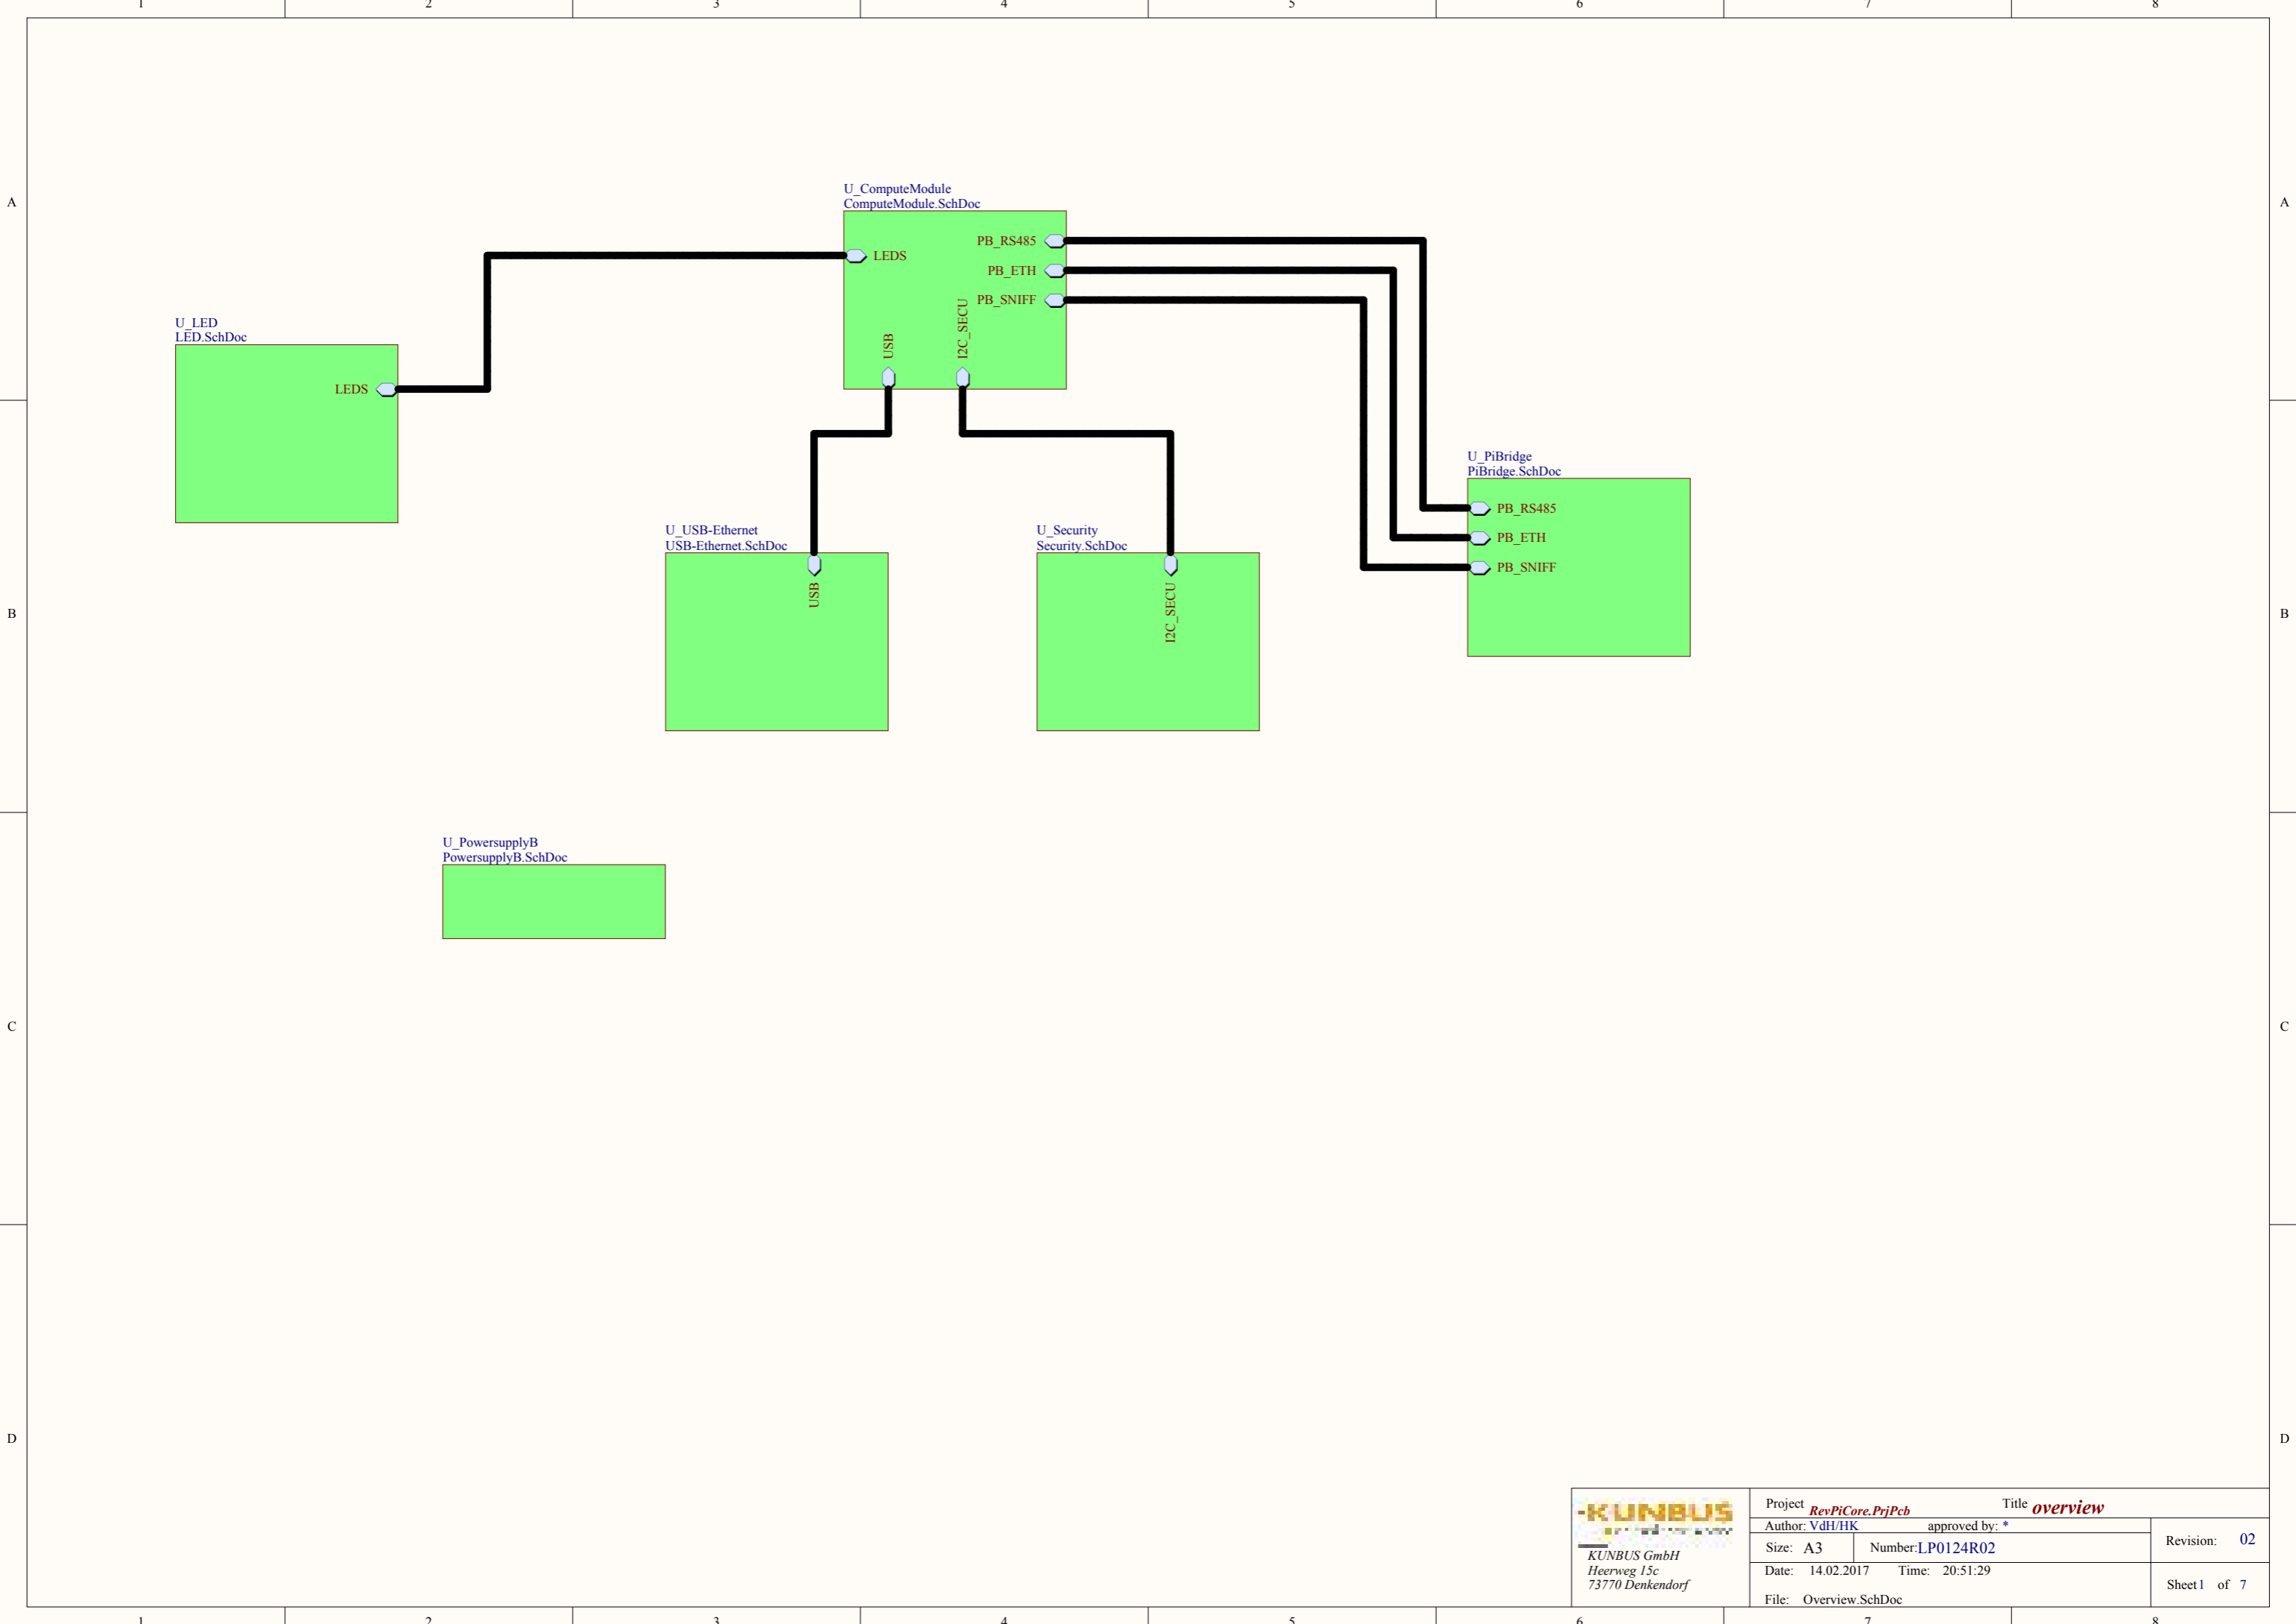 1 2 3 4 5 6 7 8
A A
U_ComputeModule
ComputeModule.SchDoc
PB_RS485
LEDS
PB_ETH
PB_SNIFF
USB
I2C_SECU
U_LED
LED.SchDoc
LEDS
U_PiBridge
PiBridge.SchDoc
PB_RS485
PB_ETH
PB_SNIFF
U_USB-Ethernet
USB-Ethernet.SchDoc
USB
U_Security
Security.SchDoc
I2C_SECU
B B
U_PowersupplyB
PowersupplyB.SchDoc
C C
D D
KUNBUS
KUNBUS GmbH
Heerweg 15c
73770 Denkendorf
Project RevPiCore.PrjPcb Title overview
Author: VdH/HK approved by: *
Size: A3 Number: LP0124R02
Revision: 02
Date: 14.02.2017 Time: 20:51:29
File: Overview.SchDoc
Sheet 1 of 7
1 2 3 4 5 6 7 8